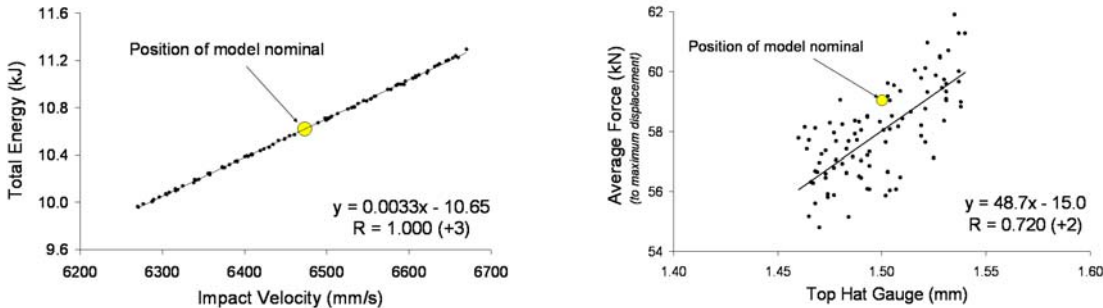 11.6
11.2
10.8
10.4
10.0
9.6
Total Energy (kJ)
Position of model nominal
y = 0.0033x - 10.65
R = 1.000 (+3)
6200 6300 6400 6500 6600 6700
Impact Velocity (mm/s)
62
60
58
56
54
Average Force (kN)
(to maximum displacement)
Position of model nominal
y = 48.7x - 15.0
R = 0.720 (+2)
1.40 1.45 1.50 1.55 1.60
Top Hat Gauge (mm)